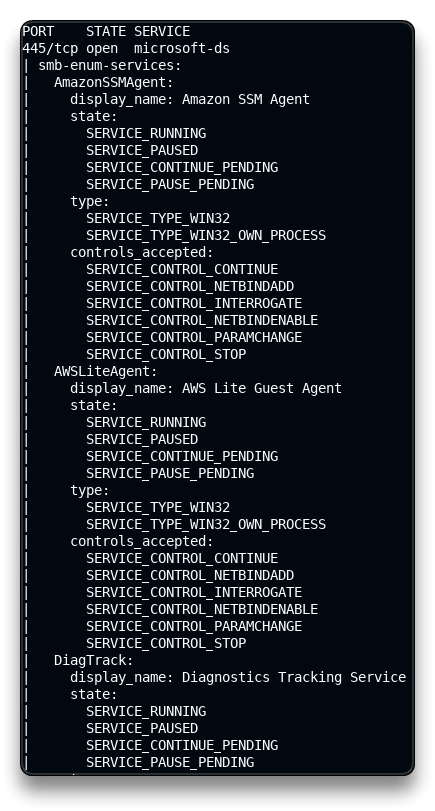 PORT    STATE SERVICE
445/tcp open  microsoft-ds
| smb-enum-services:
|   AmazonSSMAgent:
|     display_name: Amazon SSM Agent
|     state:
|       SERVICE_RUNNING
|       SERVICE_PAUSED
|       SERVICE_CONTINUE_PENDING
|       SERVICE_PAUSE_PENDING
|     type:
|       SERVICE_TYPE_WIN32
|       SERVICE_TYPE_WIN32_OWN_PROCESS
|     controls_accepted:
|       SERVICE_CONTROL_CONTINUE
|       SERVICE_CONTROL_NETBINDADD
|       SERVICE_CONTROL_INTERROGATE
|       SERVICE_CONTROL_NETBINDENABLE
|       SERVICE_CONTROL_PARAMCHANGE
|       SERVICE_CONTROL_STOP
|   AWSLiteAgent:
|     display_name: AWS Lite Guest Agent
|     state:
|       SERVICE_RUNNING
|       SERVICE_PAUSED
|       SERVICE_CONTINUE_PENDING
|       SERVICE_PAUSE_PENDING
|     type:
|       SERVICE_TYPE_WIN32
|       SERVICE_TYPE_WIN32_OWN_PROCESS
|     controls_accepted:
|       SERVICE_CONTROL_CONTINUE
|       SERVICE_CONTROL_NETBINDADD
|       SERVICE_CONTROL_INTERROGATE
|       SERVICE_CONTROL_NETBINDENABLE
|       SERVICE_CONTROL_PARAMCHANGE
|       SERVICE_CONTROL_STOP
|   DiagTrack:
|     display_name: Diagnostics Tracking Service
|     state:
|       SERVICE_RUNNING
|       SERVICE_PAUSED
|       SERVICE_CONTINUE_PENDING
|       SERVICE_PAUSE_PENDING